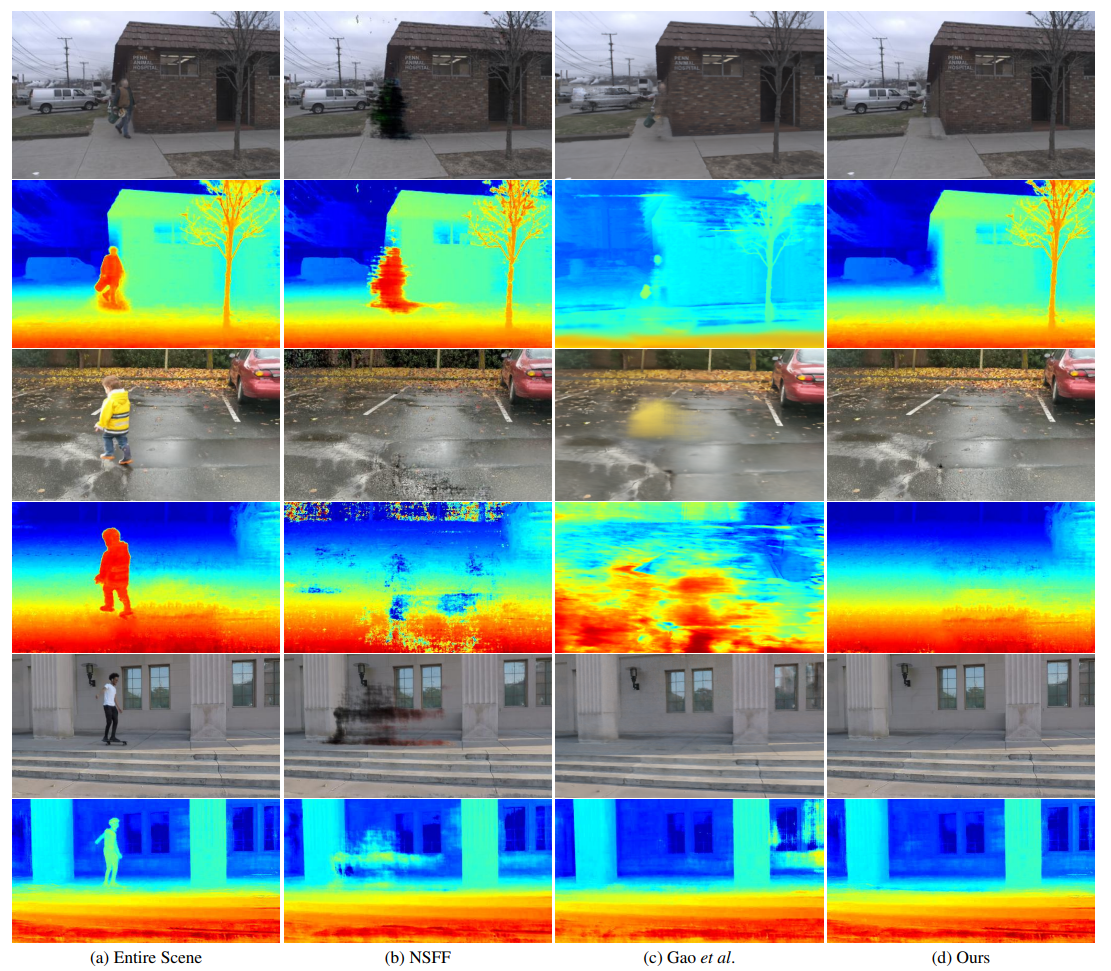 PENN
ANIMAL
HOSPITAL
PENN
ANIMAL
HOSPITAL
PENN
ANIMAL
HOSPITAL
PENN
ANIMAL
HOSPITAL
(a) Entire Scene
(b) NSFF
(c) Gao et al.
(d) Ours